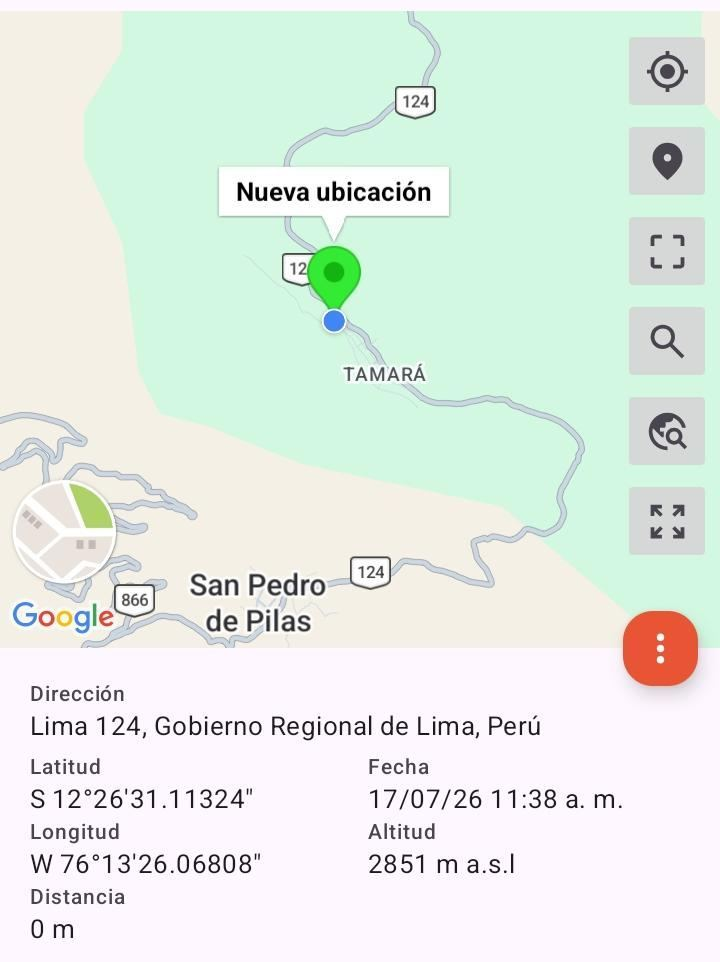 124
Nueva ubicación
12
TAMARÁ
124
San Pedro
de Pilas
866
Google
Dirección
Lima 124, Gobierno Regional de Lima, Perú
Latitud
S 12°26'31.11324"
Fecha
17/07/26 11:38 a. m.
Longitud
W 76°13'26.06808"
Altitud
2851 m a.s.l
Distancia
0 m